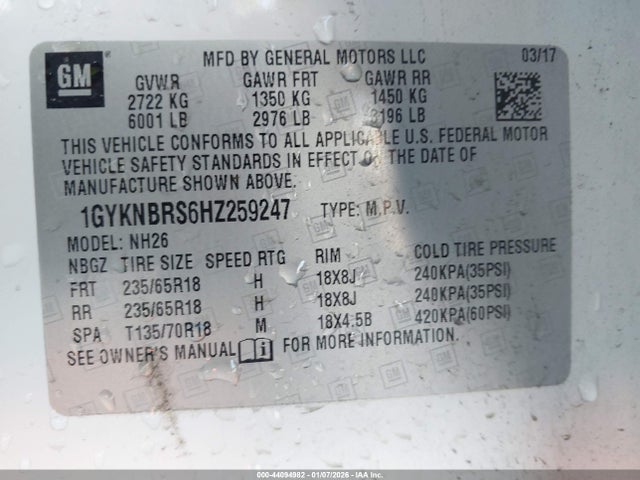 GM
MFD BY GENERAL MOTORS LLC 03/17
GVWR GAWR FRT GAWR RR
2722 KG 1350 KG 1450 KG
6001 LB 2976 LB 3196 LB
THIS VEHICLE CONFORMS TO ALL APPLICABLE U.S. FEDERAL MOTOR
VEHICLE SAFETY STANDARDS IN EFFECT ON THE DATE OF
MANUFACTURE SHOWN ABOVE.
1GYKNBRS6HZ259247 TYPE: M.P.V.
MODEL: NH26
NBGZ TIRE SIZE SPEED RTG RIM COLD TIRE PRESSURE
FRT 235/65R18 H 18X8J 240KPA(35PSI)
RR 235/65R18 H 18X8J 240KPA(35PSI)
SPA T135/70R18 M 18X4.5B 420KPA(60PSI)
SEE OWNER'S MANUAL FOR MORE INFORMATION.
000-44094982 | 01/07/2026 | IAA Inc.